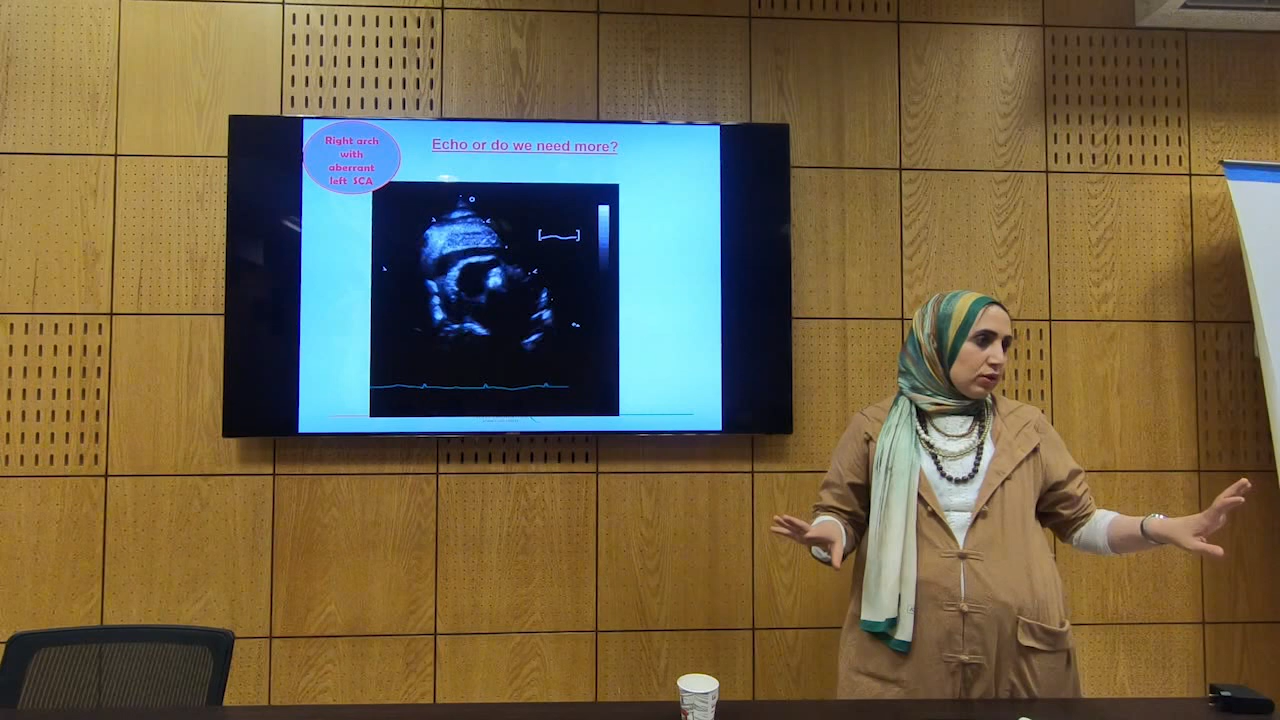 Right arch
with
aberrant
left SCA
Echo or do we need more?